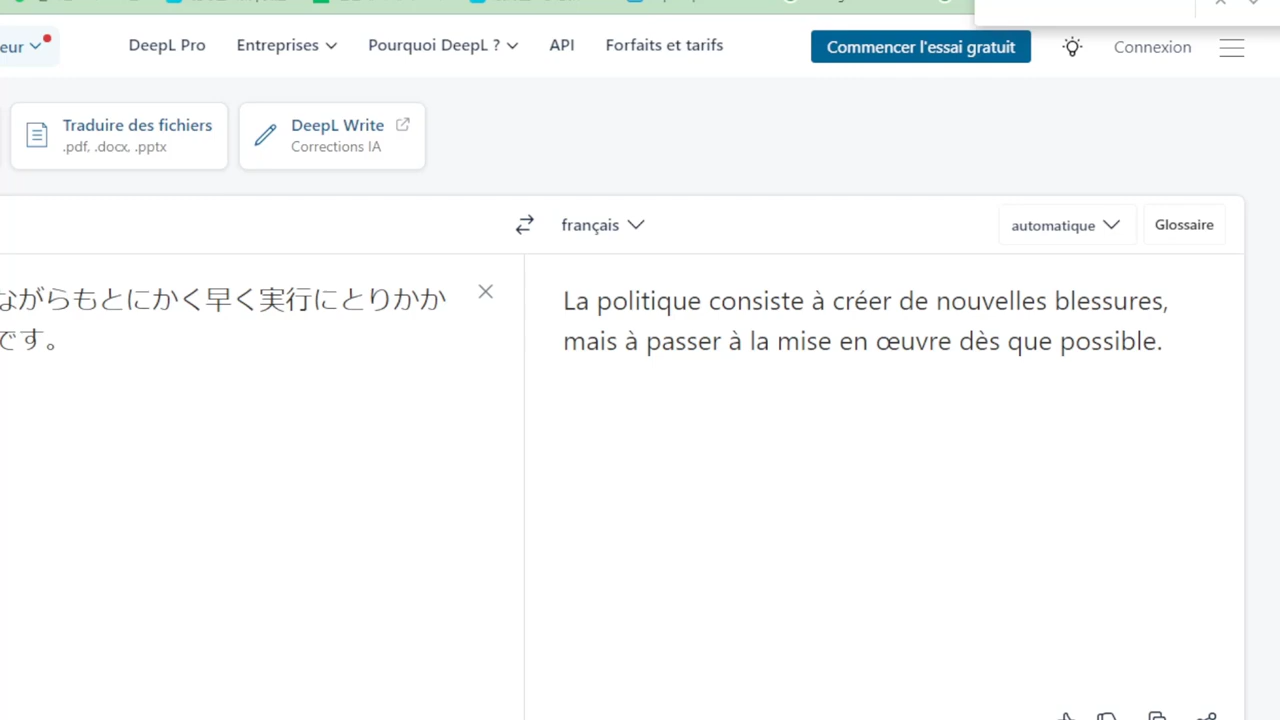 eur
DeepL Pro
Entreprises
Pourquoi DeepL ?
API
Forfaits et tarifs
Commencer l'essai gratuit
Connexion
Traduire des fichiers
.pdf, .docx, .pptx
DeepL Write
Corrections IA
français
automatique
Glossaire
ながらもとにかく早く実行にとりかか
です。
La politique consiste à créer de nouvelles blessures,
mais à passer à la mise en œuvre dès que possible.